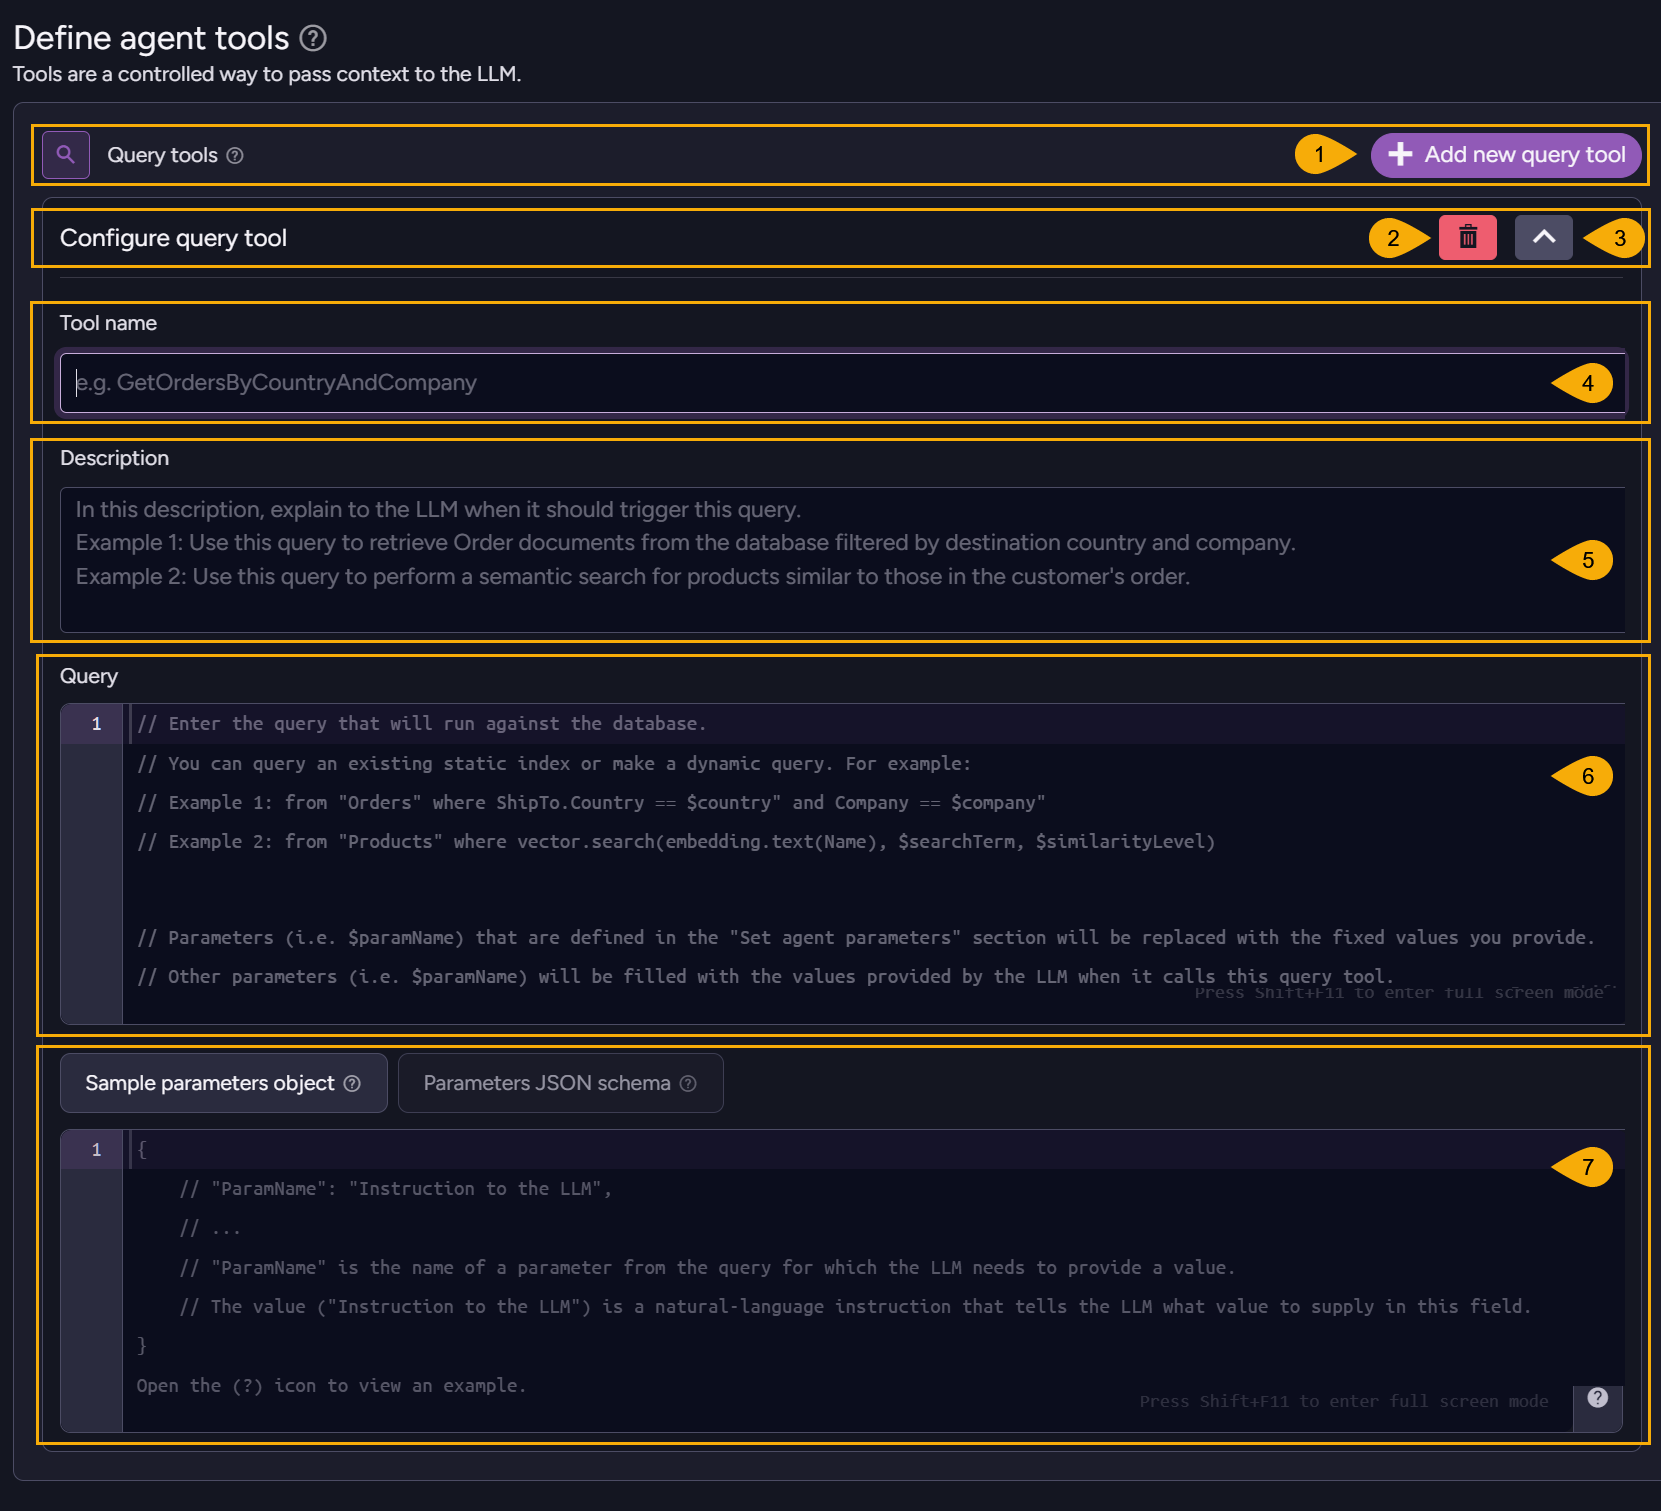 Define agent tools ?
Tools are a controlled way to pass context to the LLM.
Query tools ?
1
Add new query tool
Configure query tool
2
3
Tool name
e.g. GetOrdersByCountryAndCompany
4
Description
In this description, explain to the LLM when it should trigger this query.
Example 1: Use this query to retrieve Order documents from the database filtered by destination country and company.
5
Example 2: Use this query to perform a semantic search for products similar to those in the customer's order.
Query
1 // Enter the query that will run against the database.
// You can query an existing static index or make a dynamic query. For example:
6
// Example 1: from "Orders" where ShipTo.Country == $country" and Company == $company"
// Example 2: from "Products" where vector.search(embedding.text(Name), $searchTerm, $similarityLevel)
// Parameters (i.e. $paramName) that are defined in the "Set agent parameters" section will be replaced with the fixed values you provide.
// Other parameters (i.e. $paramName) will be filled with the values provided by the LLM when it calls this query tool.
Press Shift+F11 to enter full screen mode
Sample parameters object ?
Parameters JSON schema ?
1 {
7
// "ParamName": "Instruction to the LLM",
// ...
// "ParamName" is the name of a parameter from the query for which the LLM needs to provide a value.
// The value ("Instruction to the LLM") is a natural-language instruction that tells the LLM what value to supply in this field.
}
Open the (?) icon to view an example.
Press Shift+F11 to enter full screen mode
?